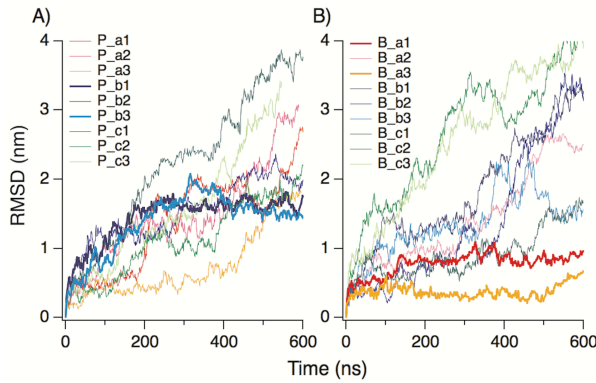 A)
B)
4
3
2
1
0
RMSD (nm)
P_a1
P_a2
P_a3
P_b1
P_b2
P_b3
P_c1
P_c2
P_c3
0
200
400
600
4
3
2
1
0
B_a1
B_a2
B_a3
B_b1
B_b2
B_b3
B_c1
B_c2
B_c3
0
200
400
600
Time (ns)